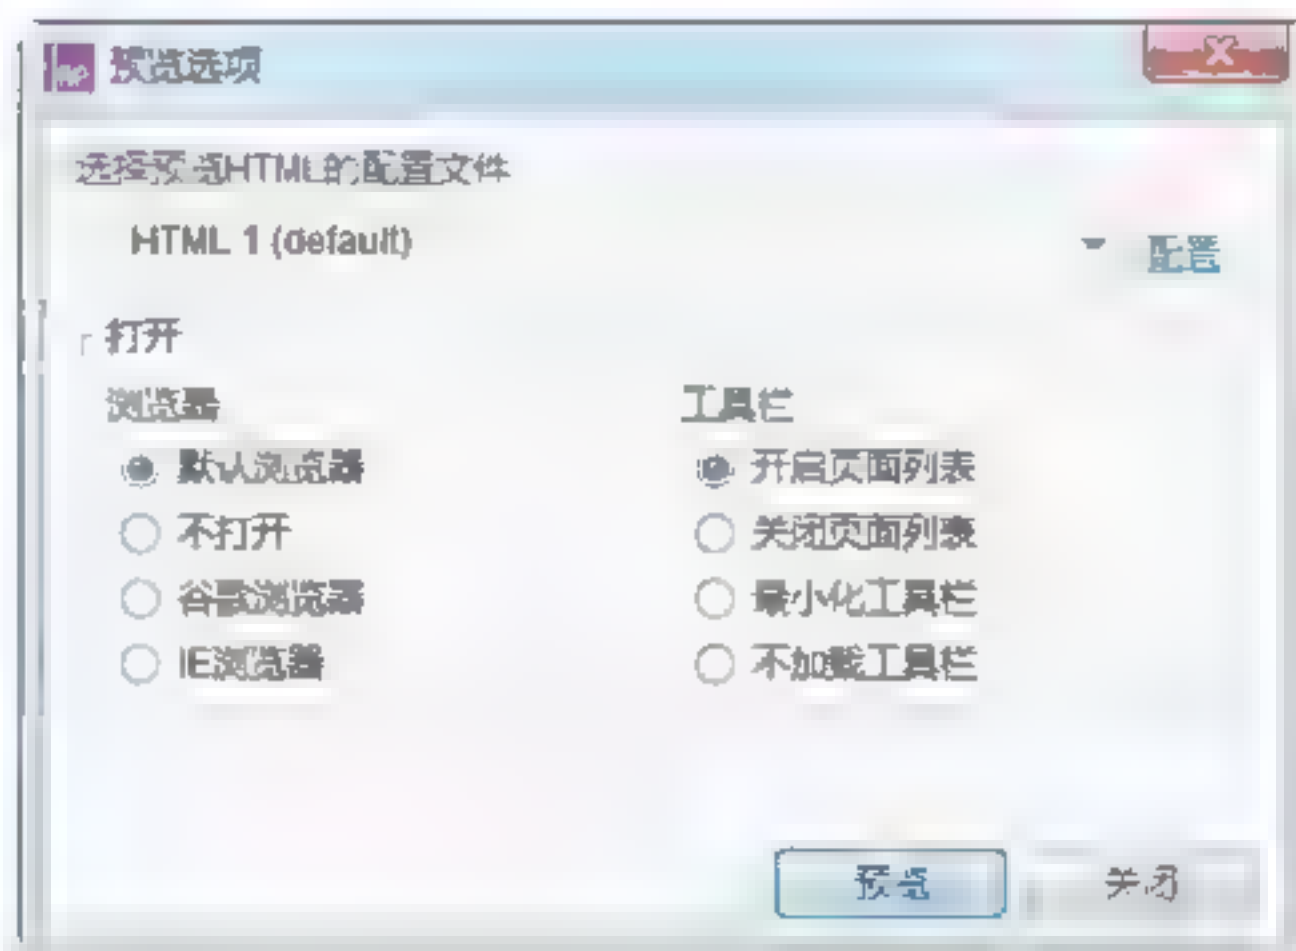 预览选项
选择预览HTML的配置文件
HTML 1 (default)
配置
打开
浏览器
工具栏
默认浏览器
开启页面列表
不打开
关闭页面列表
谷歌浏览器
最小化工具栏
IE浏览器
不加载工具栏
预览
关闭